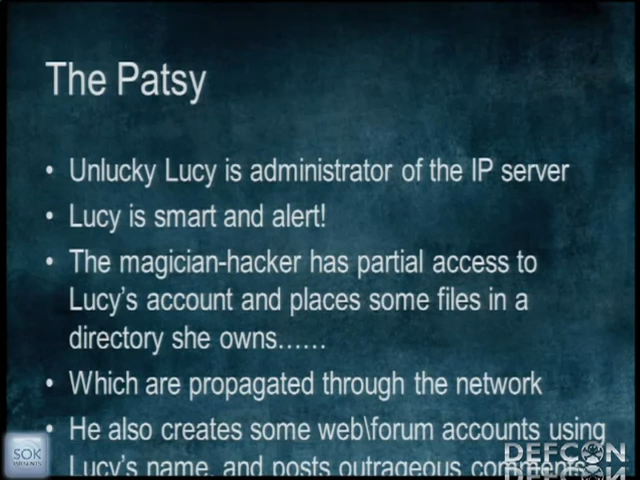 The Patsy
• Unlucky Lucy is administrator of the IP server
• Lucy is smart and alert!
• The magician-hacker has partial access to
Lucy's account and places some files in a
directory she owns……
• Which are propagated through the network
• He also creates some web\forum accounts using
Lucy's name, and posts outrageous comments
DEFCON
SOK